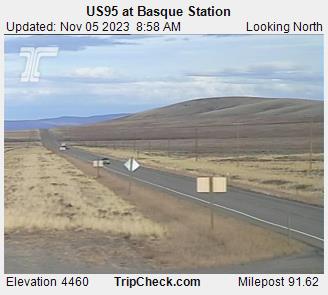 US95 at Basque Station
Updated: Nov 05 2023 8:58 AM Looking North
Elevation 4460 TripCheck.com Milepost 91.62